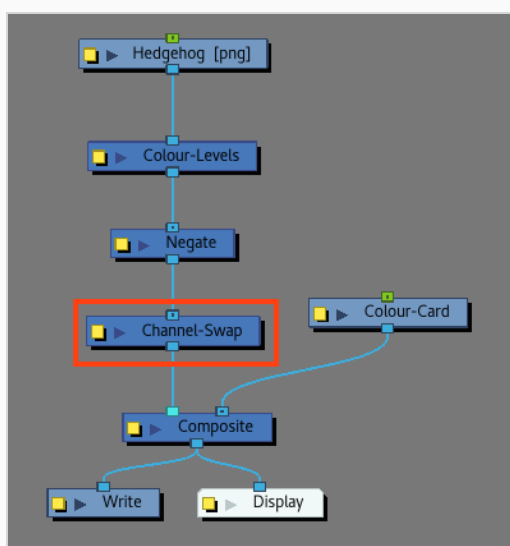 Hedgehog [png]
Colour-Levels
Negate
Channel-Swap
Colour-Card
Composite
Write
Display